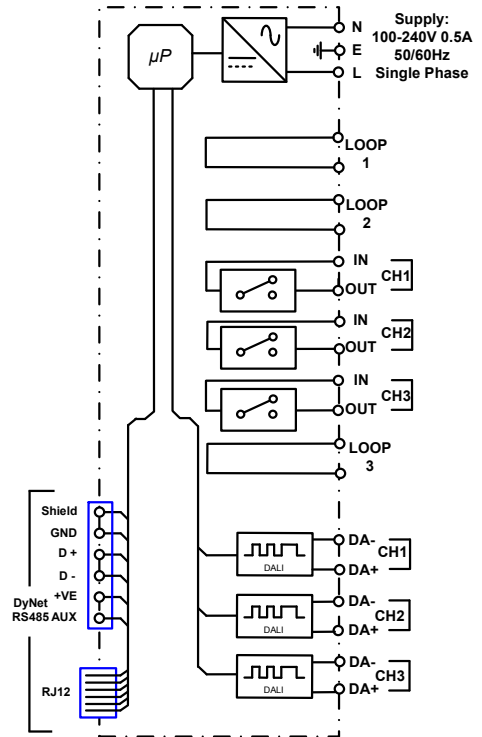 µP
N
E
L
Supply:
100-240V 0.5A
50/60Hz
Single Phase
LOOP
1
LOOP
2
IN
OUT
CH1
IN
OUT
CH2
IN
OUT
CH3
LOOP
3
Shield
GND
D +
D -
+VE
AUX
DyNet
RS485
RJ12
DALI
DA-
DA+
CH1
DALI
DA-
DA+
CH2
DALI
DA-
DA+
CH3